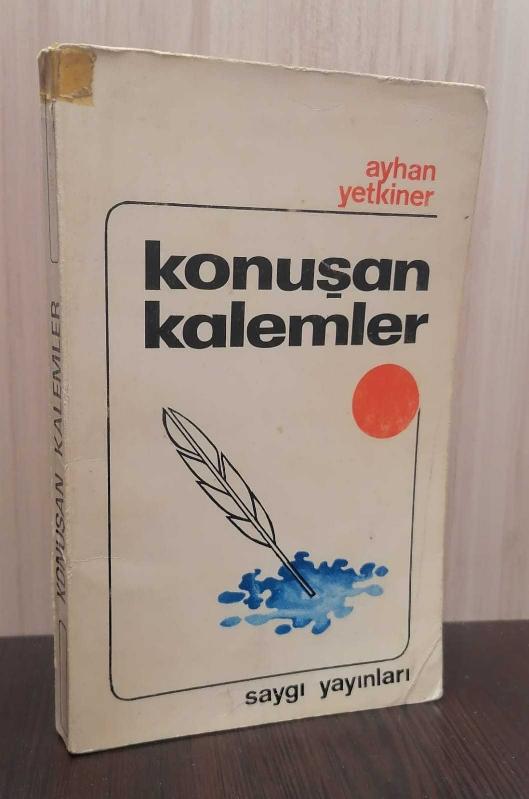 ayhan
yetkiner
konuşan
kalemler
saygı yayınları
KONUŞAN KALEMLER